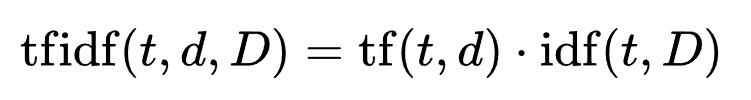 tfidf(t, d, D) = tf(t, d) · idf(t, D)